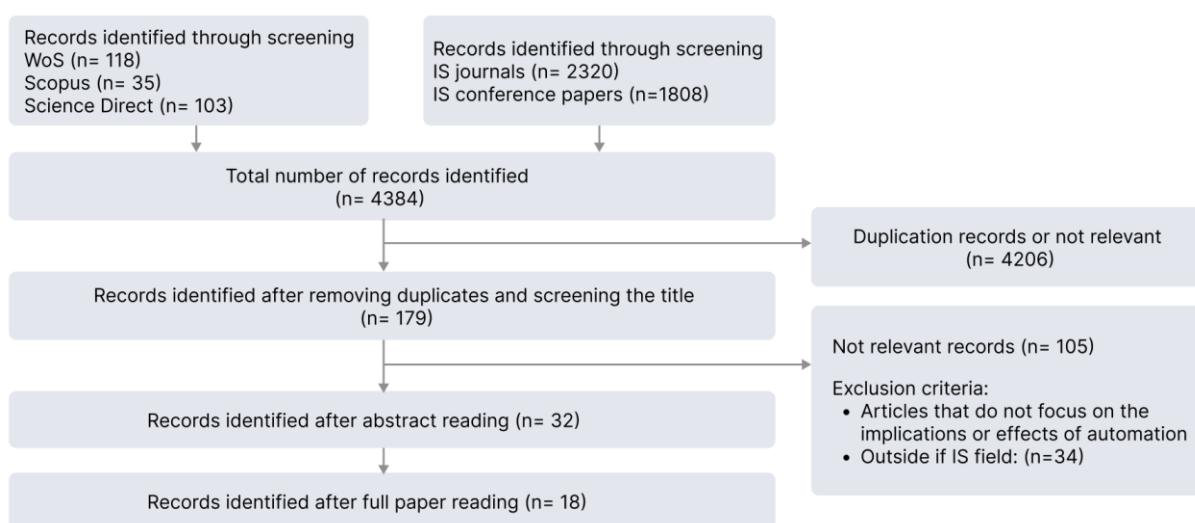 Records identified through screening
WoS (n= 118)
Scopus (n= 35)
Science Direct (n= 103)
Records identified through screening
IS journals (n= 2320)
IS conference papers (n=1808)
Total number of records identified
(n= 4384)
Duplication records or not relevant
(n= 4206)
Records identified after removing duplicates and screening the title
(n= 179)
Not relevant records (n= 105)
Exclusion criteria:
• Articles that do not focus on the
implications or effects of automation
• Outside if IS field: (n=34)
Records identified after abstract reading (n= 32)
Records identified after full paper reading (n= 18)